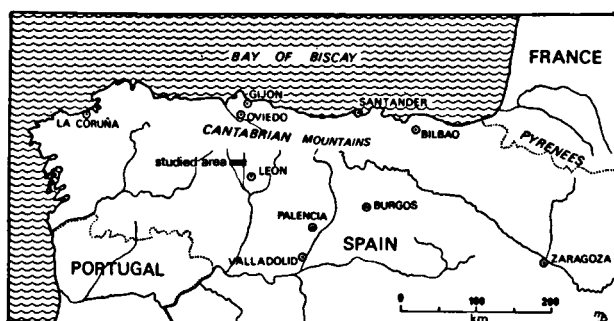 BAY OF BISCAY
FRANCE
GIJON
OVIEDO
SANTANDER
LA CORUÑA
CANTABRIAN MOUNTAINS
BILBAO
PYRENEES
studied area
LEÓN
BURGOS
PALENCIA
SPAIN
PORTUGAL
VALLADOLID
ZARAGOZA
0 100 200
km